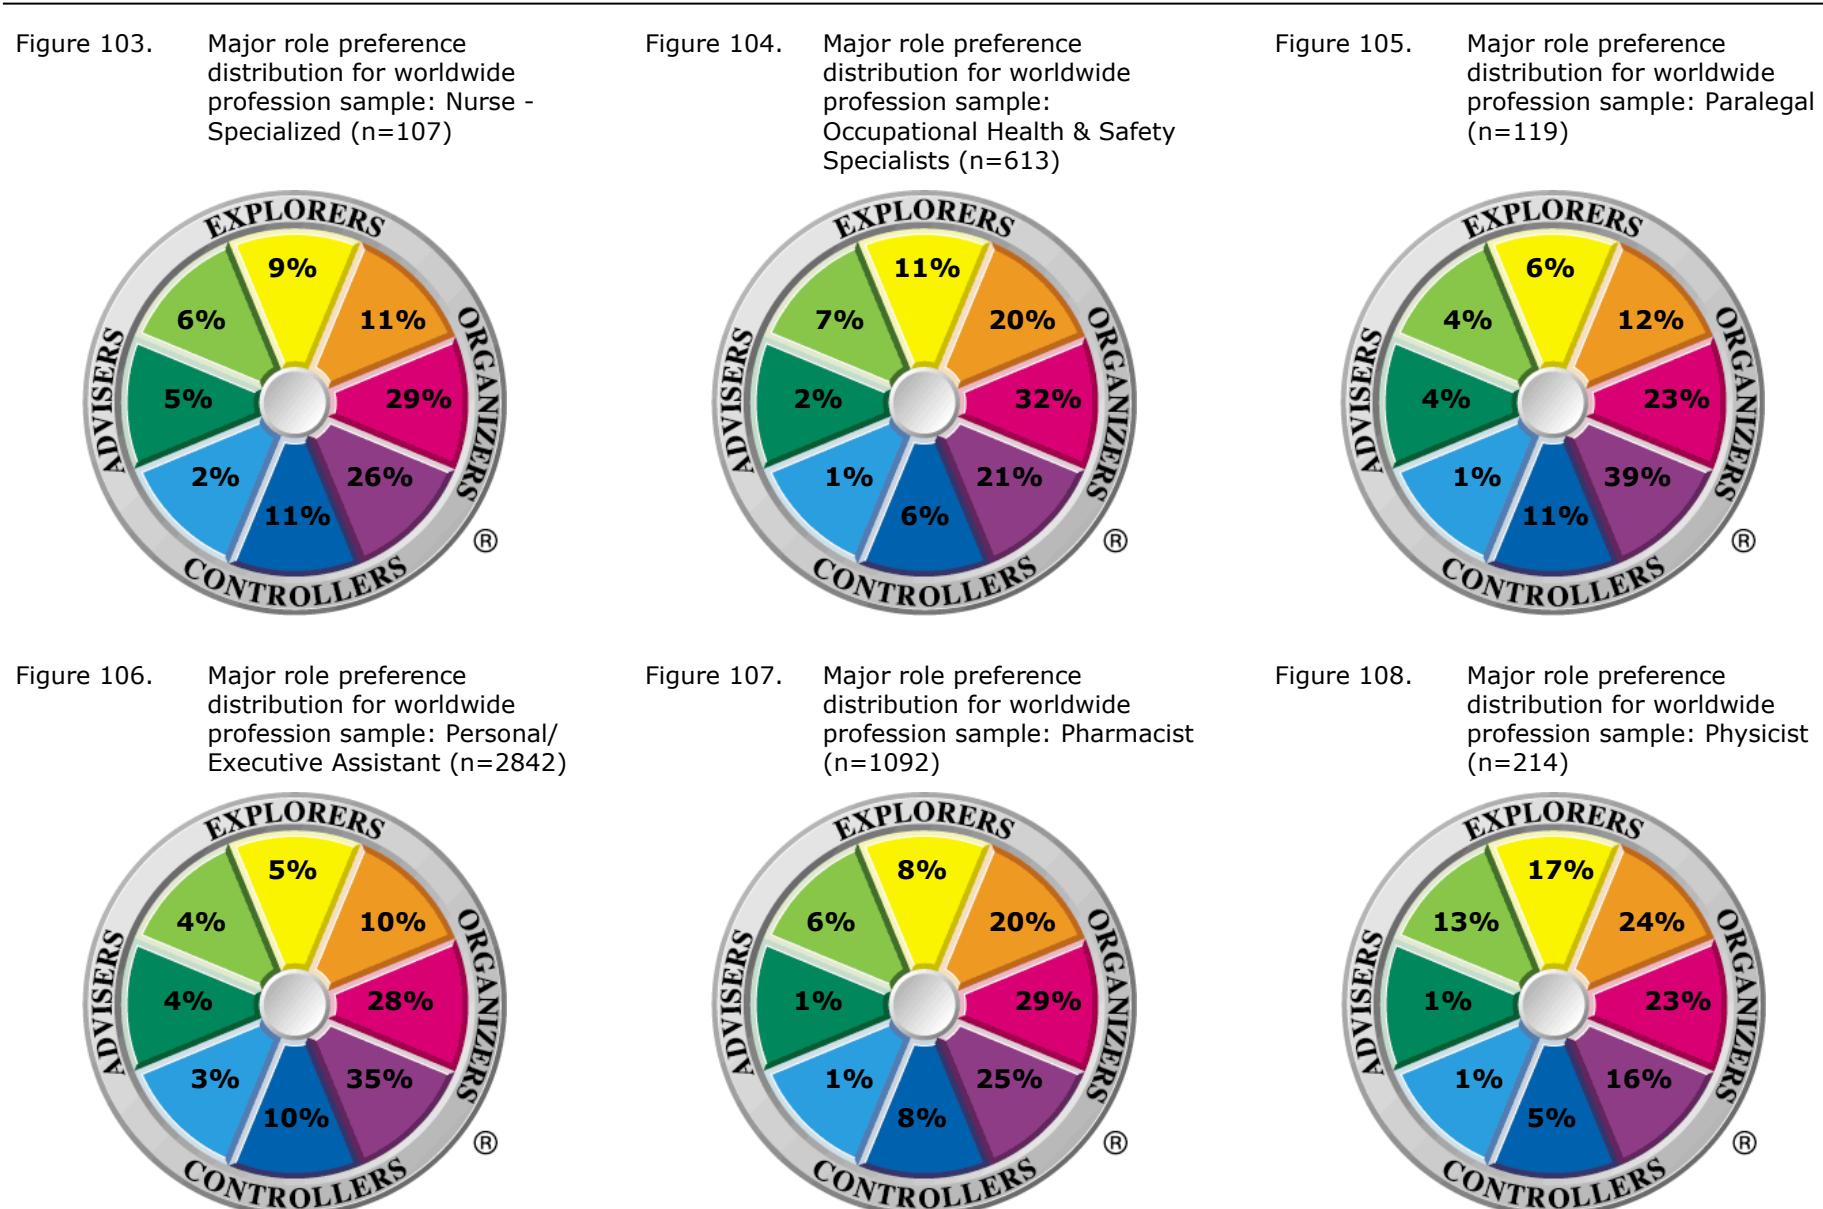 Figure 103.
Major role preference
distribution for worldwide
profession sample: Nurse -
Specialized (n=107)
EXPLORERS
ORGANIZERS
CONTROLLERS
ADVISERS
9%
11%
29%
26%
11%
2%
5%
6%
®
Figure 104.
Major role preference
distribution for worldwide
profession sample:
Occupational Health & Safety
Specialists (n=613)
EXPLORERS
ORGANIZERS
CONTROLLERS
ADVISERS
11%
20%
32%
21%
6%
1%
2%
7%
®
Figure 105.
Major role preference
distribution for worldwide
profession sample: Paralegal
(n=119)
EXPLORERS
ORGANIZERS
CONTROLLERS
ADVISERS
6%
12%
23%
39%
11%
1%
4%
4%
®
Figure 106.
Major role preference
distribution for worldwide
profession sample: Personal/
Executive Assistant (n=2842)
EXPLORERS
ORGANIZERS
CONTROLLERS
ADVISERS
5%
10%
28%
35%
10%
3%
4%
4%
®
Figure 107.
Major role preference
distribution for worldwide
profession sample: Pharmacist
(n=1092)
EXPLORERS
ORGANIZERS
CONTROLLERS
ADVISERS
8%
20%
29%
25%
8%
1%
1%
6%
®
Figure 108.
Major role preference
distribution for worldwide
profession sample: Physicist
(n=214)
EXPLORERS
ORGANIZERS
CONTROLLERS
ADVISERS
17%
24%
23%
16%
5%
1%
1%
13%
®